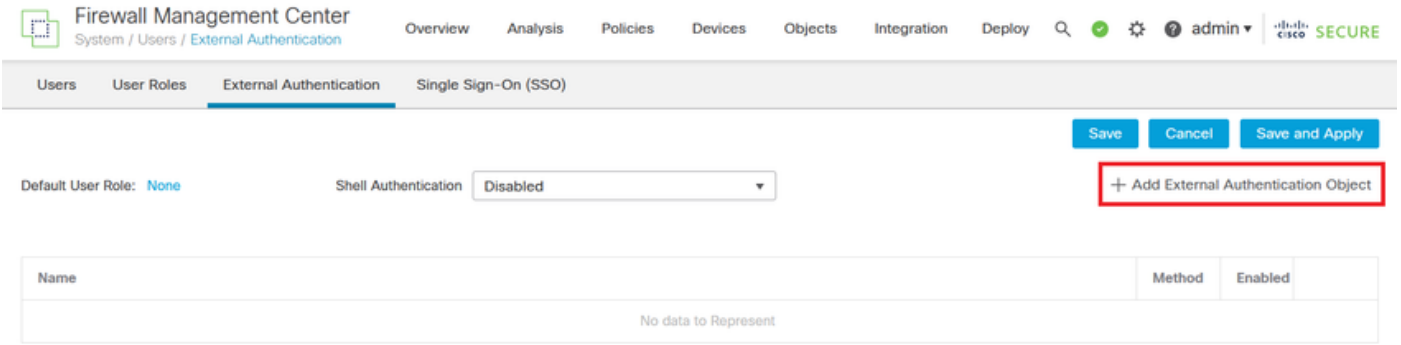 Firewall Management Center
System / Users / External Authentication
Overview Analysis Policies Devices Objects Integration Deploy admin cisco SECURE
Users User Roles External Authentication Single Sign-On (SSO)
Save Cancel Save and Apply
Default User Role: None Shell Authentication Disabled + Add External Authentication Object
Name Method Enabled
No data to Represent